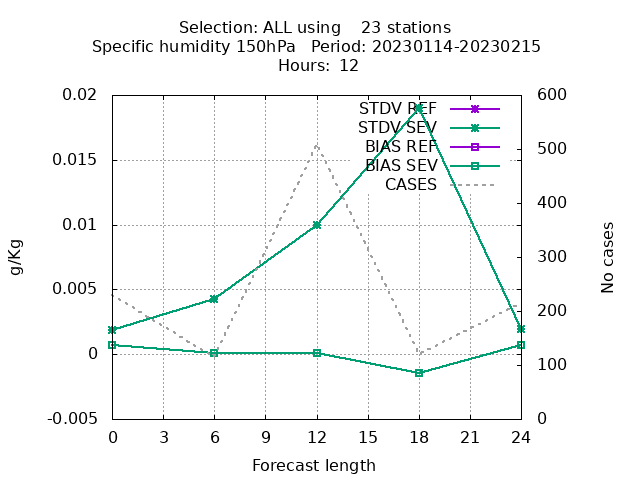 Selection: ALL using    23 stations
Specific humidity 150hPa   Period: 20230114-20230215
Hours:  12
0.02
0.015
0.01
0.005
0
-0.005
g/Kg
STDV REF
STDV SEV
BIAS REF
BIAS SEV
CASES
600
500
400
300
200
100
0
No cases
0 3 6 9 12 15 18 21 24
Forecast length